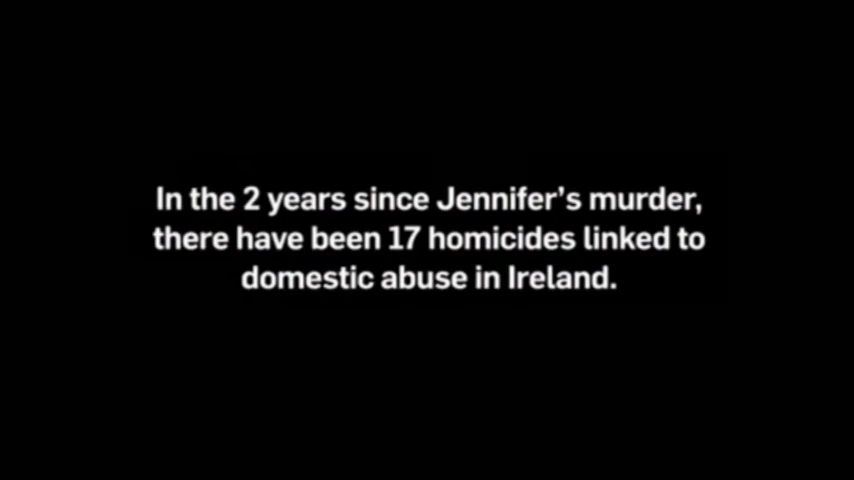 In the 2 years since Jennifer’s murder,
there have been 17 homicides linked to
domestic abuse in Ireland.